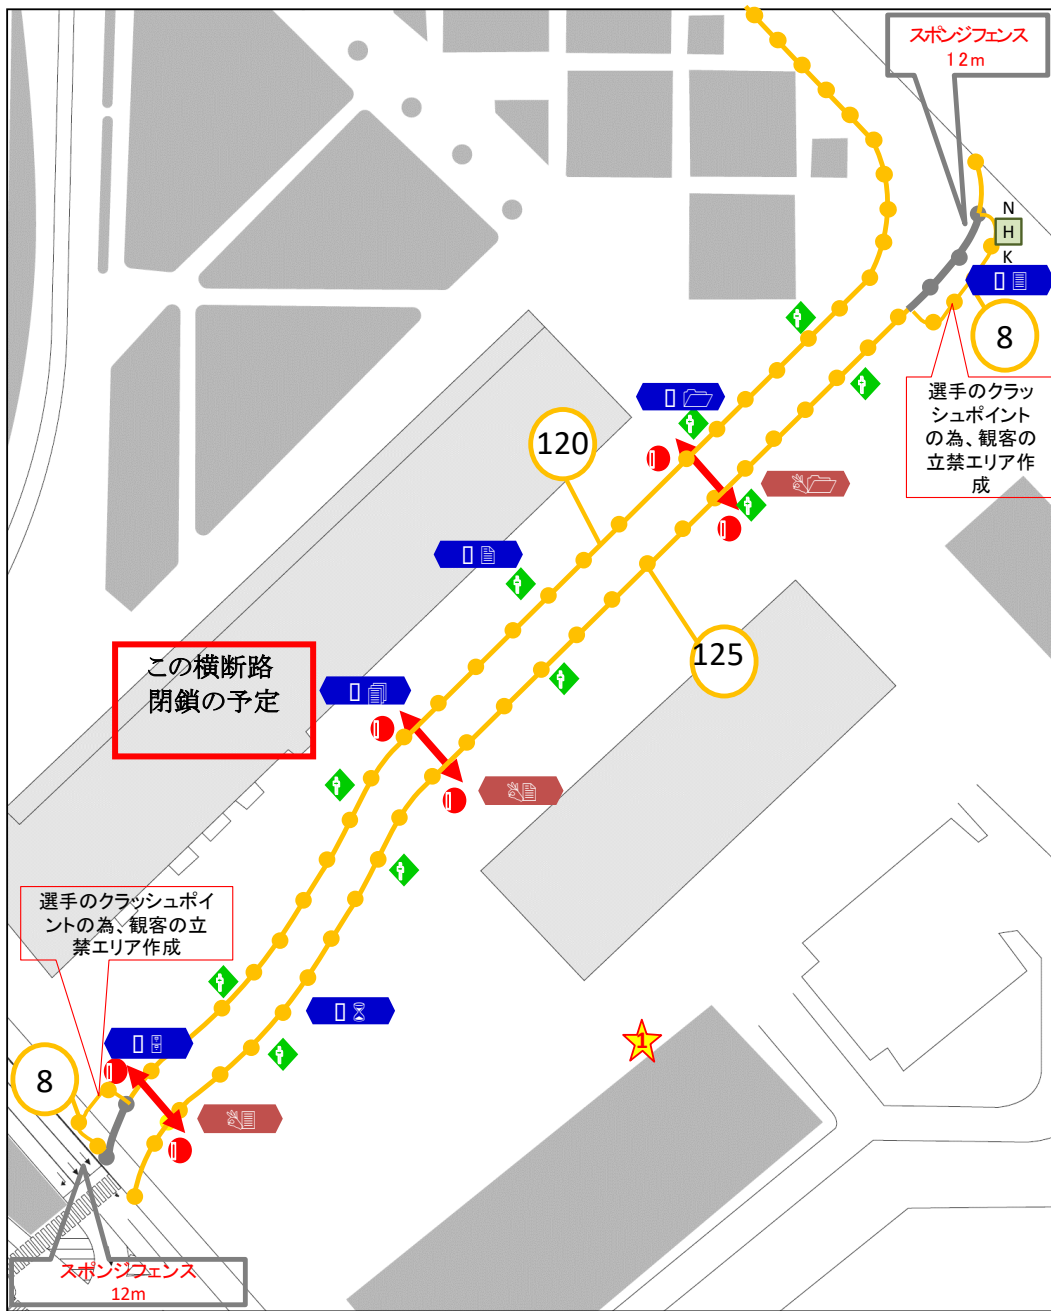 スポンジフェンス
12m
N
H
K
8
選手のクラッ
シュポイント
の為、観客の
立禁エリア作
成
120
125
この横断路
閉鎖の予定
選手のクラッシュポイ
ントの為、観客の立
禁エリア作成
1
8
スポンジフェンス
12m